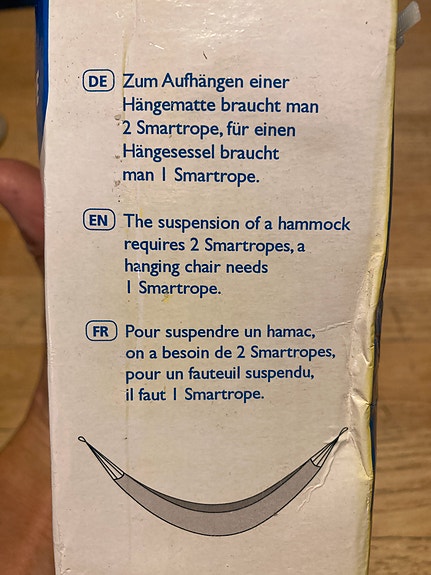 DE Zum Aufhängen einer
Hängematte braucht man
2 Smartrope, für einen
Hängesessel braucht
man 1 Smartrope.
EN The suspension of a hammock
requires 2 Smartropes, a
hanging chair needs
1 Smartrope.
FR Pour suspendre un hamac,
on a besoin de 2 Smartropes,
pour un fauteuil suspendu,
il faut 1 Smartrope.